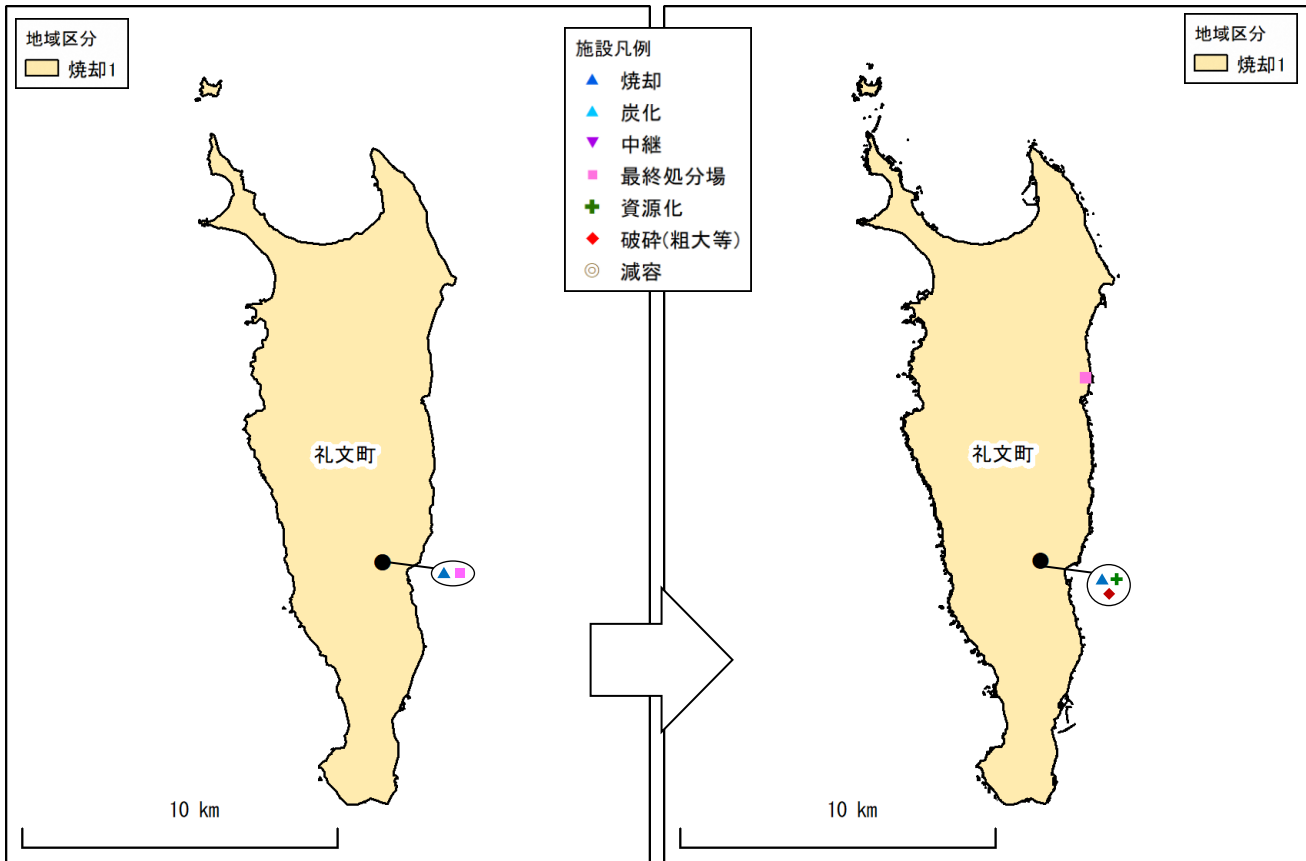 地域区分
焼却1
礼文町
10 km
施設凡例
焼却
炭化
中継
最終処分場
資源化
破砕(粗大等)
減容
地域区分
焼却1
礼文町
10 km